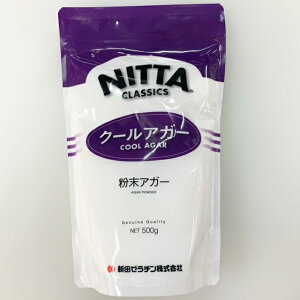 NITTA
CLASSICS
クールアガー
COOL AGAR
粉末アガー
AGAR POWDER
Genuine Quality
NET 500g
新田ゼラチン株式会社